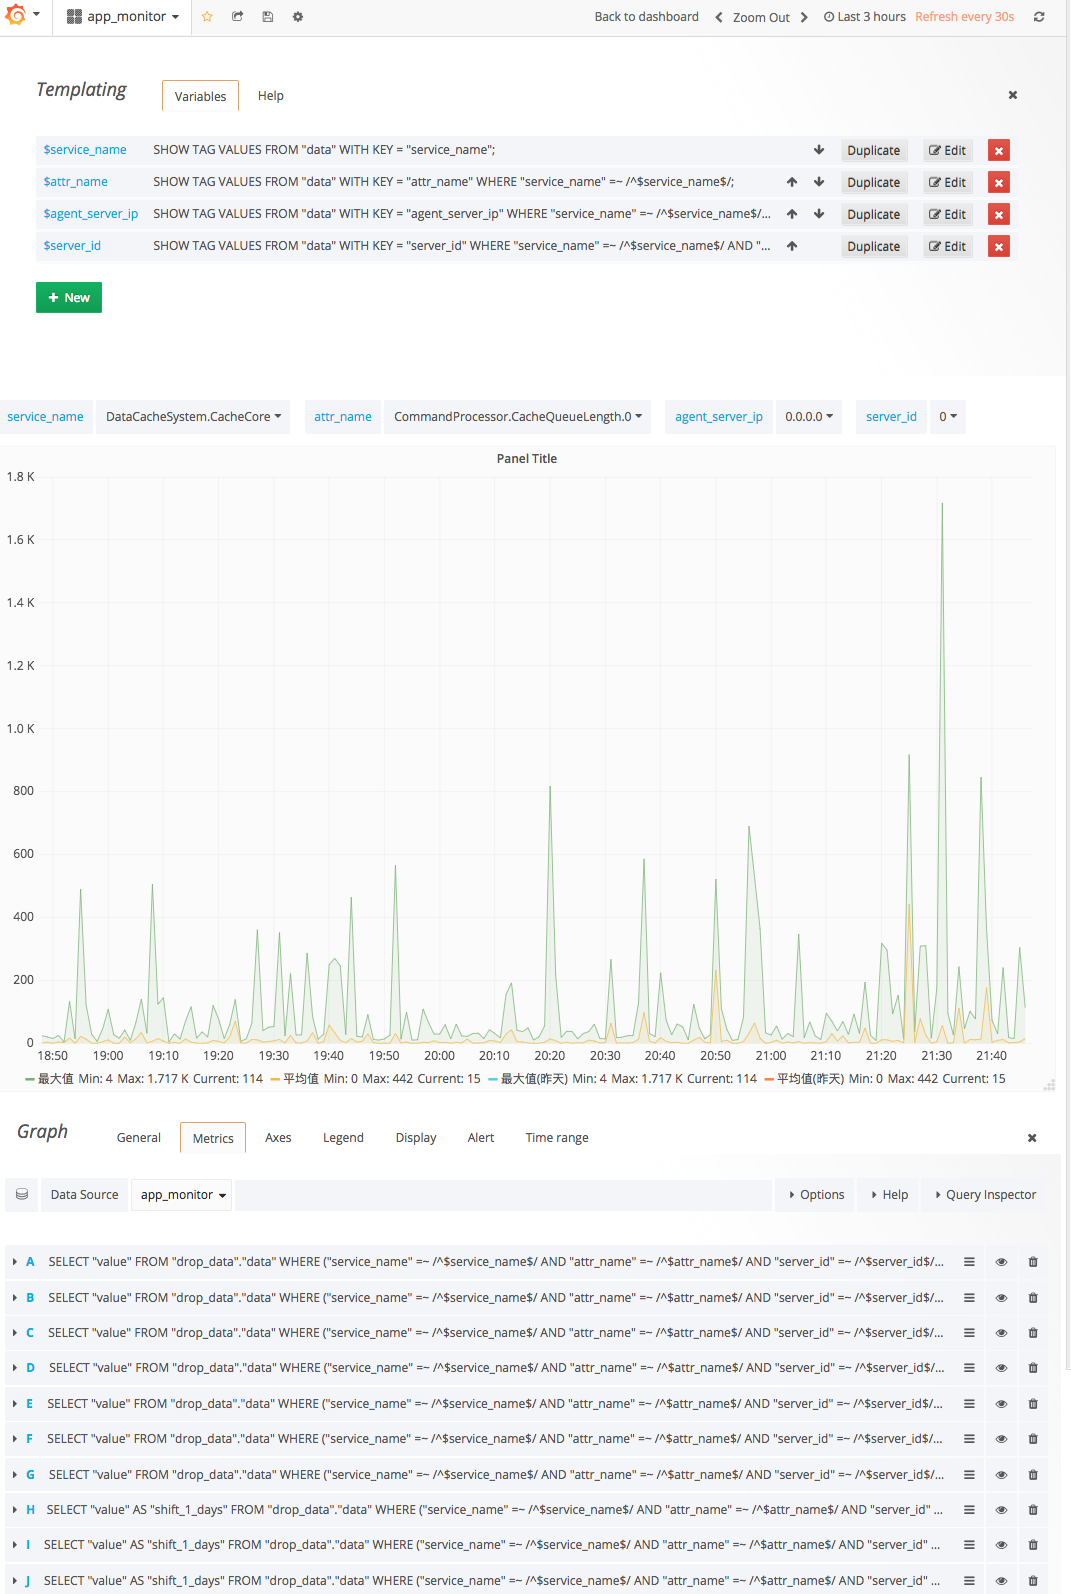 app_monitor Back to dashboard Zoom Out Last 3 hours Refresh every 30s
Templating Variables Help
$service_name SHOW TAG VALUES FROM "data" WITH KEY = "service_name"; Duplicate Edit
$attr_name SHOW TAG VALUES FROM "data" WITH KEY = "attr_name" WHERE "service_name" =~ /^$service_name$/; Duplicate Edit
$agent_server_ip SHOW TAG VALUES FROM "data" WITH KEY = "agent_server_ip" WHERE "service_name" =~ /^$service_name$/... Duplicate Edit
$server_id SHOW TAG VALUES FROM "data" WITH KEY = "server_id" WHERE "service_name" =~ /^$service_name$/ AND "... Duplicate Edit
+ New
service_name DataCacheSystem.CacheCore attr_name CommandProcessor.CacheQueueLength.0 agent_server_ip 0.0.0.0 server_id 0
Panel Title
1.8 K
1.6 K
1.4 K
1.2 K
1.0 K
800
600
400
200
0
18:50 19:00 19:10 19:20 19:30 19:40 19:50 20:00 20:10 20:20 20:30 20:40 20:50 21:00 21:10 21:20 21:30 21:40
最大值 Min: 4 Max: 1.717 K Current: 114 平均值 Min: 0 Max: 442 Current: 15 最大值(昨天) Min: 4 Max: 1.717 K Current: 114 平均值(昨天) Min: 0 Max: 442 Current: 15
Graph General Metrics Axes Legend Display Alert Time range
Data Source app_monitor Options Help Query Inspector
A SELECT "value" FROM "drop_data"."data" WHERE ("service_name" =~ /^$service_name$/ AND "attr_name" =~ /^$attr_name$/ AND "server_id" =~ /^$server_id$/...
B SELECT "value" FROM "drop_data"."data" WHERE ("service_name" =~ /^$service_name$/ AND "attr_name" =~ /^$attr_name$/ AND "server_id" =~ /^$server_id$/...
C SELECT "value" FROM "drop_data"."data" WHERE ("service_name" =~ /^$service_name$/ AND "attr_name" =~ /^$attr_name$/ AND "server_id" =~ /^$server_id$/...
D SELECT "value" FROM "drop_data"."data" WHERE ("service_name" =~ /^$service_name$/ AND "attr_name" =~ /^$attr_name$/ AND "server_id" =~ /^$server_id$/...
E SELECT "value" FROM "drop_data"."data" WHERE ("service_name" =~ /^$service_name$/ AND "attr_name" =~ /^$attr_name$/ AND "server_id" =~ /^$server_id$/...
F SELECT "value" FROM "drop_data"."data" WHERE ("service_name" =~ /^$service_name$/ AND "attr_name" =~ /^$attr_name$/ AND "server_id" =~ /^$server_id$/...
G SELECT "value" FROM "drop_data"."data" WHERE ("service_name" =~ /^$service_name$/ AND "attr_name" =~ /^$attr_name$/ AND "server_id" =~ /^$server_id$/...
H SELECT "value" AS "shift_1_days" FROM "drop_data"."data" WHERE ("service_name" =~ /^$service_name$/ AND "attr_name" =~ /^$attr_name$/ AND "server_id" ...
I SELECT "value" AS "shift_1_days" FROM "drop_data"."data" WHERE ("service_name" =~ /^$service_name$/ AND "attr_name" =~ /^$attr_name$/ AND "server_id" ...
J SELECT "value" AS "shift_1_days" FROM "drop_data"."data" WHERE ("service_name" =~ /^$service_name$/ AND "attr_name" =~ /^$attr_name$/ AND "server_id" ...